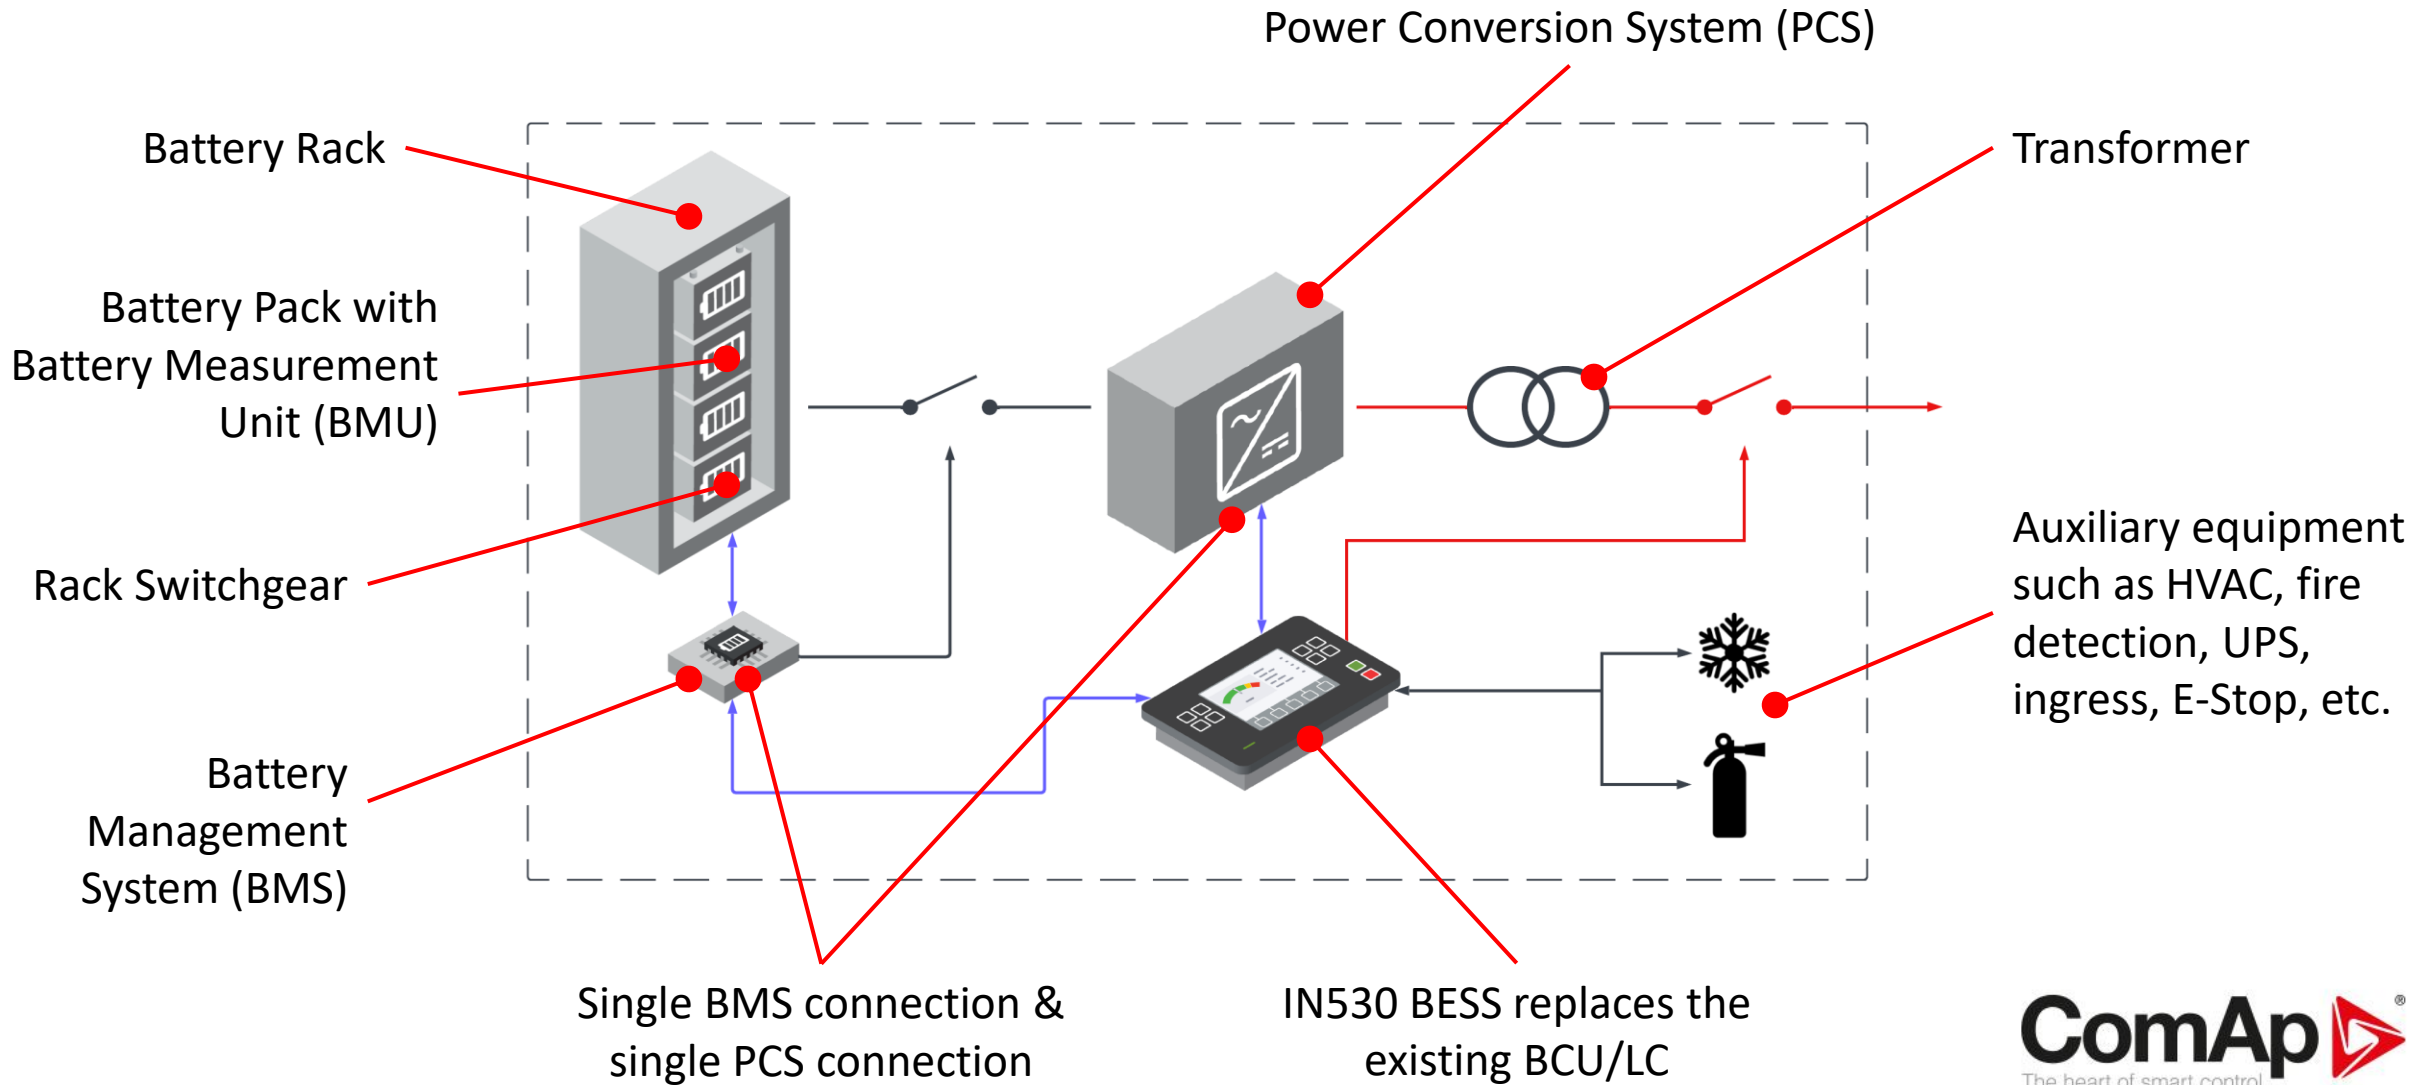 Power Conversion System (PCS)
Battery Rack
Transformer
Battery Pack with
Battery Measurement
Unit (BMU)
Rack Switchgear
Auxiliary equipment
such as HVAC, fire
detection, UPS,
ingress, E-Stop, etc.
Battery
Management
System (BMS)
Single BMS connection &
single PCS connection
IN530 BESS replaces the
existing BCU/LC
ComAp ®
The heart of smart control